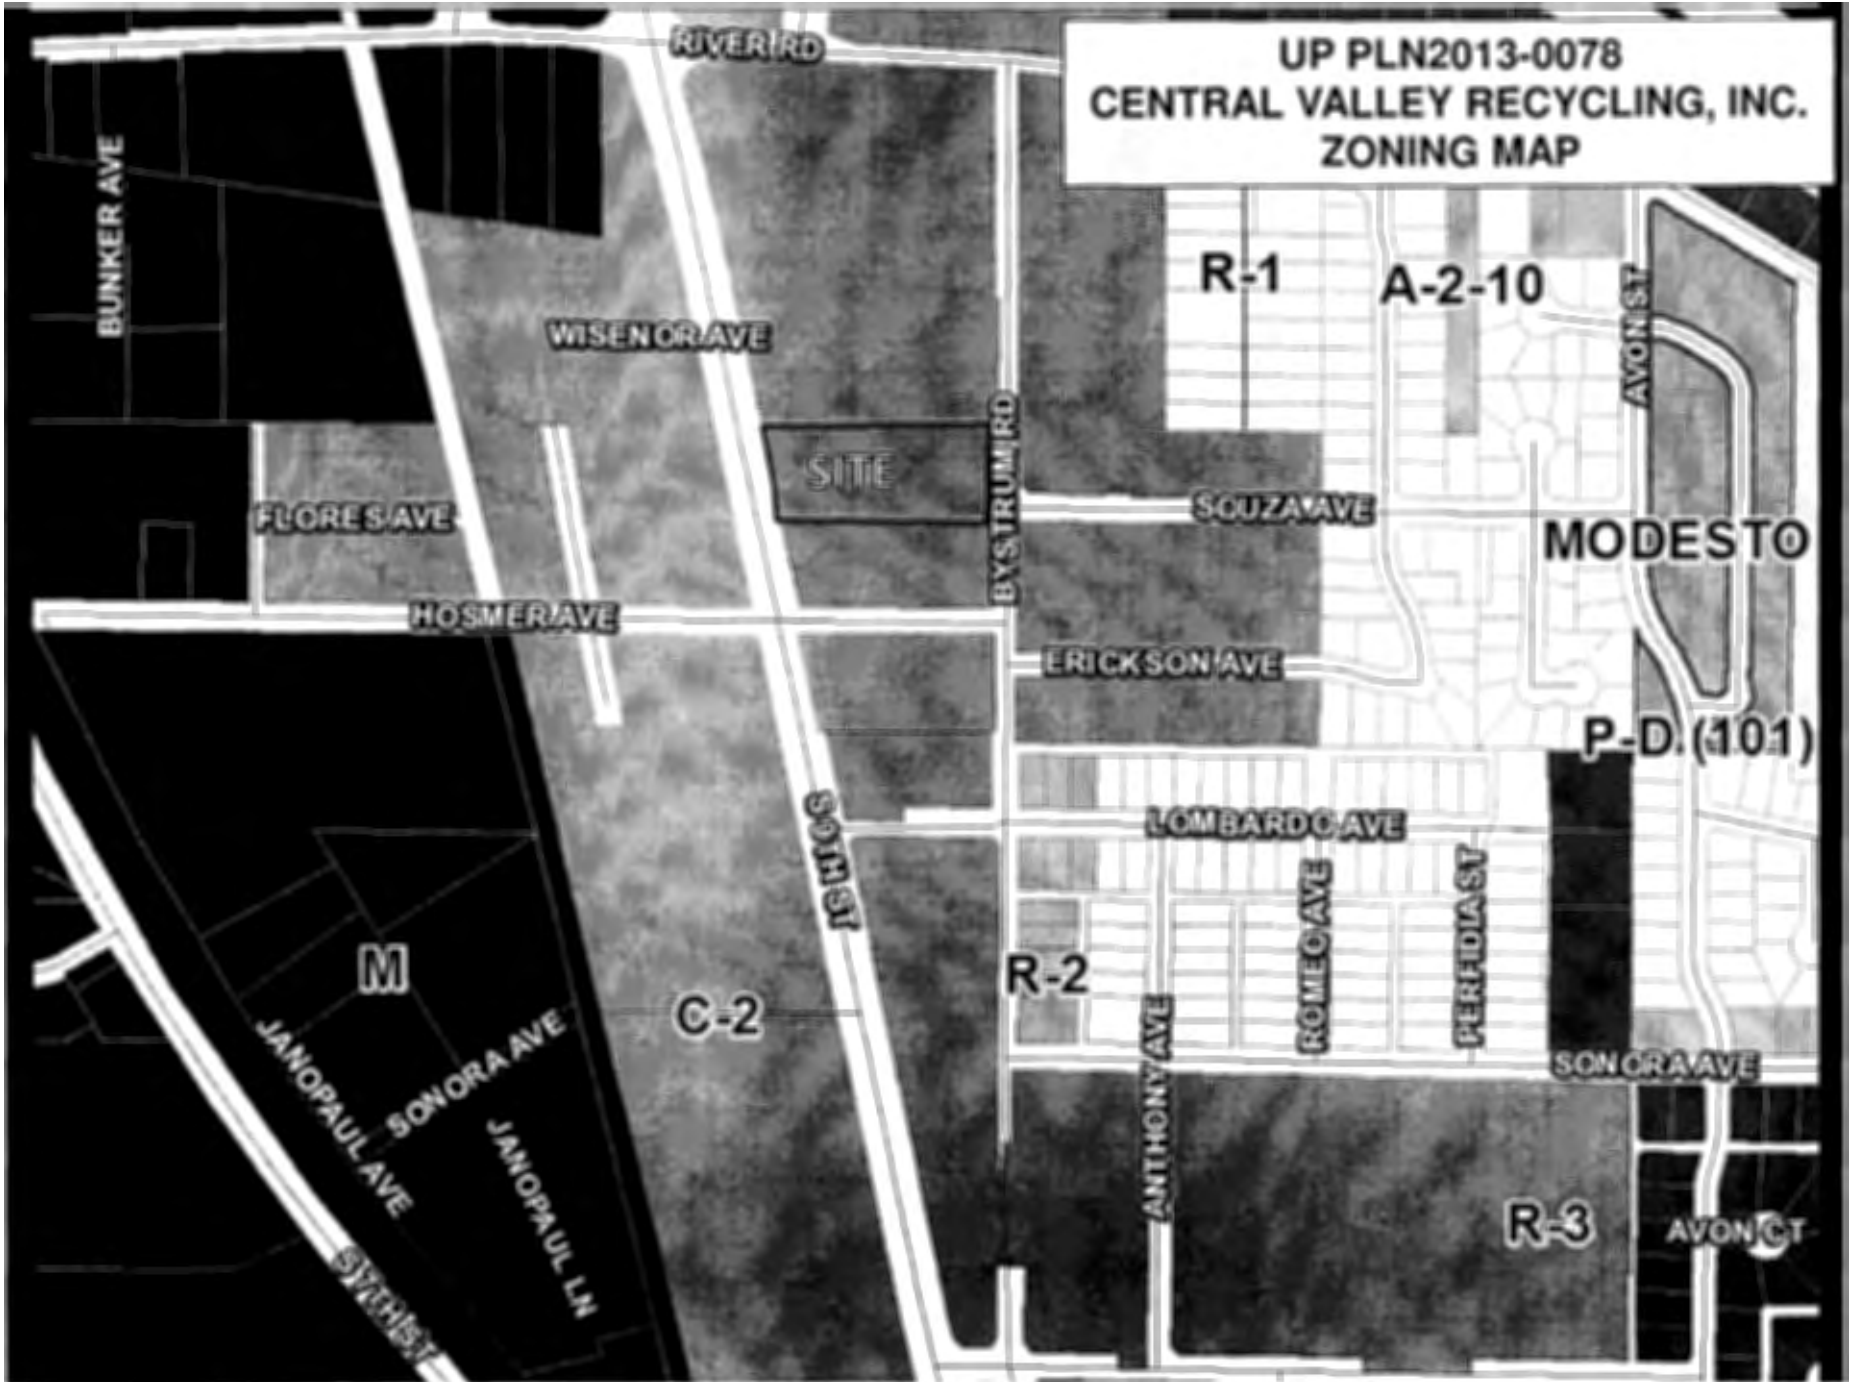 RIVER RD
UP PLN2013-0078
CENTRAL VALLEY RECYCLING, INC.
ZONING MAP
BUNKER AVE
WISENOR AVE
R-1
A-2-10
AVON ST
SITE
BYSTRUM RD
FLORES AVE
SOUZA AVE
MODESTO
HOSMER AVE
ERICKSON AVE
P-D (101)
S 9TH ST
LOMBARDO AVE
M
C-2
R-2
ROMEO AVE
PERFIDIA ST
ANTHONY AVE
SONORA AVE
JANOPAUL AVE
SONORA AVE
JANOPAUL LN
R-3
AVON CT
S 7TH ST